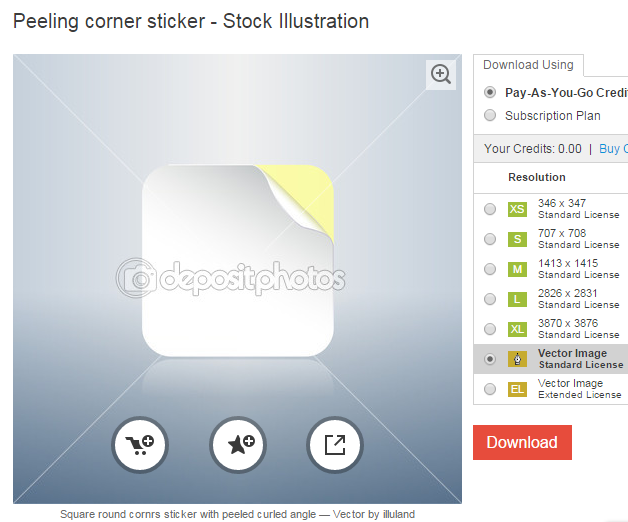 Peeling corner sticker - Stock Illustration
depositphotos
Square round cornrs sticker with peeled curled angle — Vector by illuland
Download Using
Pay-As-You-Go Credi
Subscription Plan
Your Credits: 0.00 | Buy C
Resolution
XS 346 x 347
Standard License
S 707 x 708
Standard License
M 1413 x 1415
Standard License
L 2826 x 2831
Standard License
XL 3870 x 3876
Standard License
Vector Image
Standard License
EL Vector Image
Extended License
Download